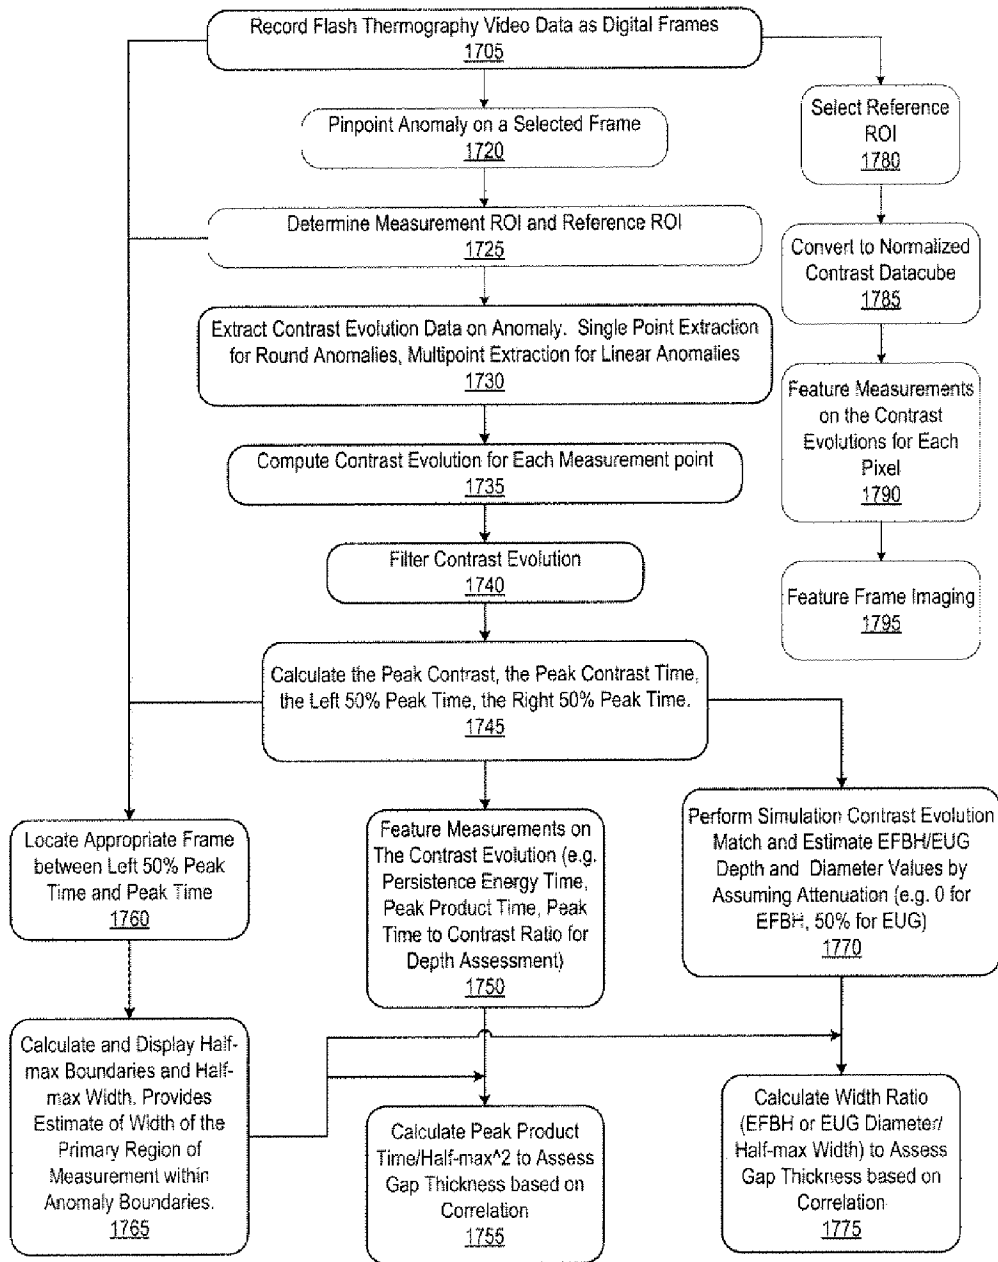 Record Flash Thermography Video Data as Digital Frames
1705
Pinpoint Anomaly on a Selected Frame
1720
Determine Measurement ROI and Reference ROI
1725
Extract Contrast Evolution Data on Anomaly. Single Point Extraction
for Round Anomalies, Multipoint Extraction for Linear Anomalies
1730
Compute Contrast Evolution for Each Measurement point
1735
Filter Contrast Evolution
1740
Calculate the Peak Contrast, the Peak Contrast Time,
the Left 50% Peak Time, the Right 50% Peak Time.
1745
Select Reference
ROI
1780
Convert to Normalized
Contrast Datacube
1785
Feature Measurements
on the Contrast
Evolutions for Each
Pixel
1790
Feature Frame Imaging
1795
Locate Appropriate Frame
between Left 50% Peak
Time and Peak Time
1760
Calculate and Display Half-
max Boundaries and Half-
max Width. Provides
Estimate of Width of the
Primary Region of
Measurement within
Anomaly Boundaries.
1765
Feature Measurements on
The Contrast Evolution (e.g.
Persistence Energy Time,
Peak Product Time, Peak
Time to Contrast Ratio for
Depth Assessment)
1750
Calculate Peak Product
Time/Half-max^2 to Assess
Gap Thickness based on
Correlation
1755
Perform Simulation Contrast Evolution
Match and Estimate EFBH/EUG
Depth and Diameter Values by
Assuming Attenuation (e.g. 0 for
EFBH, 50% for EUG)
1770
Calculate Width Ratio
(EFBH or EUG Diameter/
Half-max Width) to Assess
Gap Thickness based on
Correlation
1775